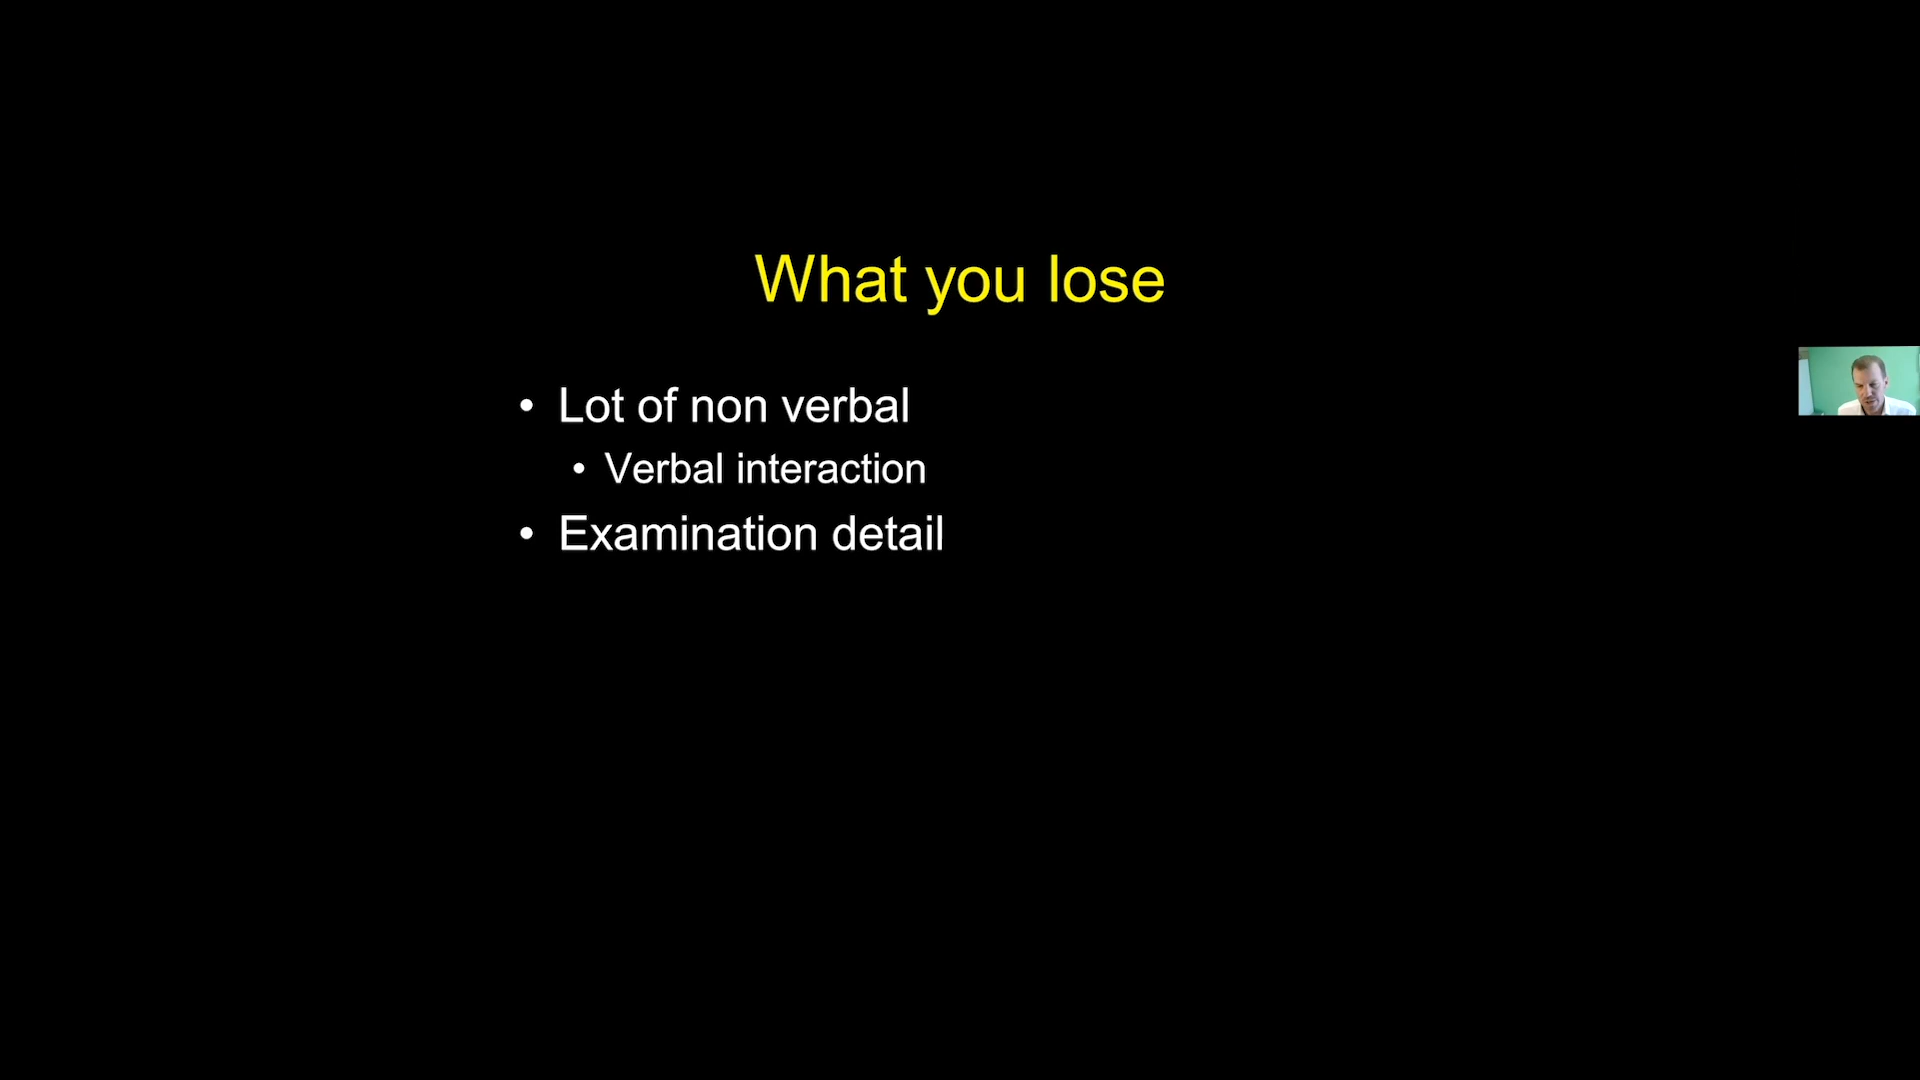 What you lose
• Lot of non verbal
• Verbal interaction
• Examination detail